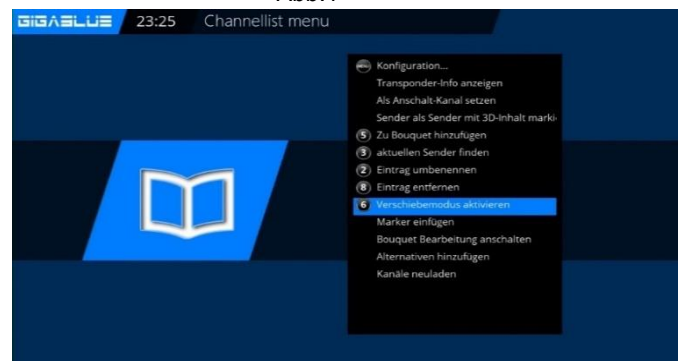 GIGABLUE 23:25 Channellist menu
MENU Konfiguration...
Transponder-Info anzeigen
Als Anschalt-Kanal setzen
Sender als Sender mit 3D-Inhalt marki
5 Zu Bouquet hinzufügen
3 aktuellen Sender finden
2 Eintrag umbenennen
8 Eintrag entfernen
6 Verschiebemodus aktivieren
Marker einfügen
Bouquet Bearbeitung anschalten
Alternativen hinzufügen
Kanäle neuladen